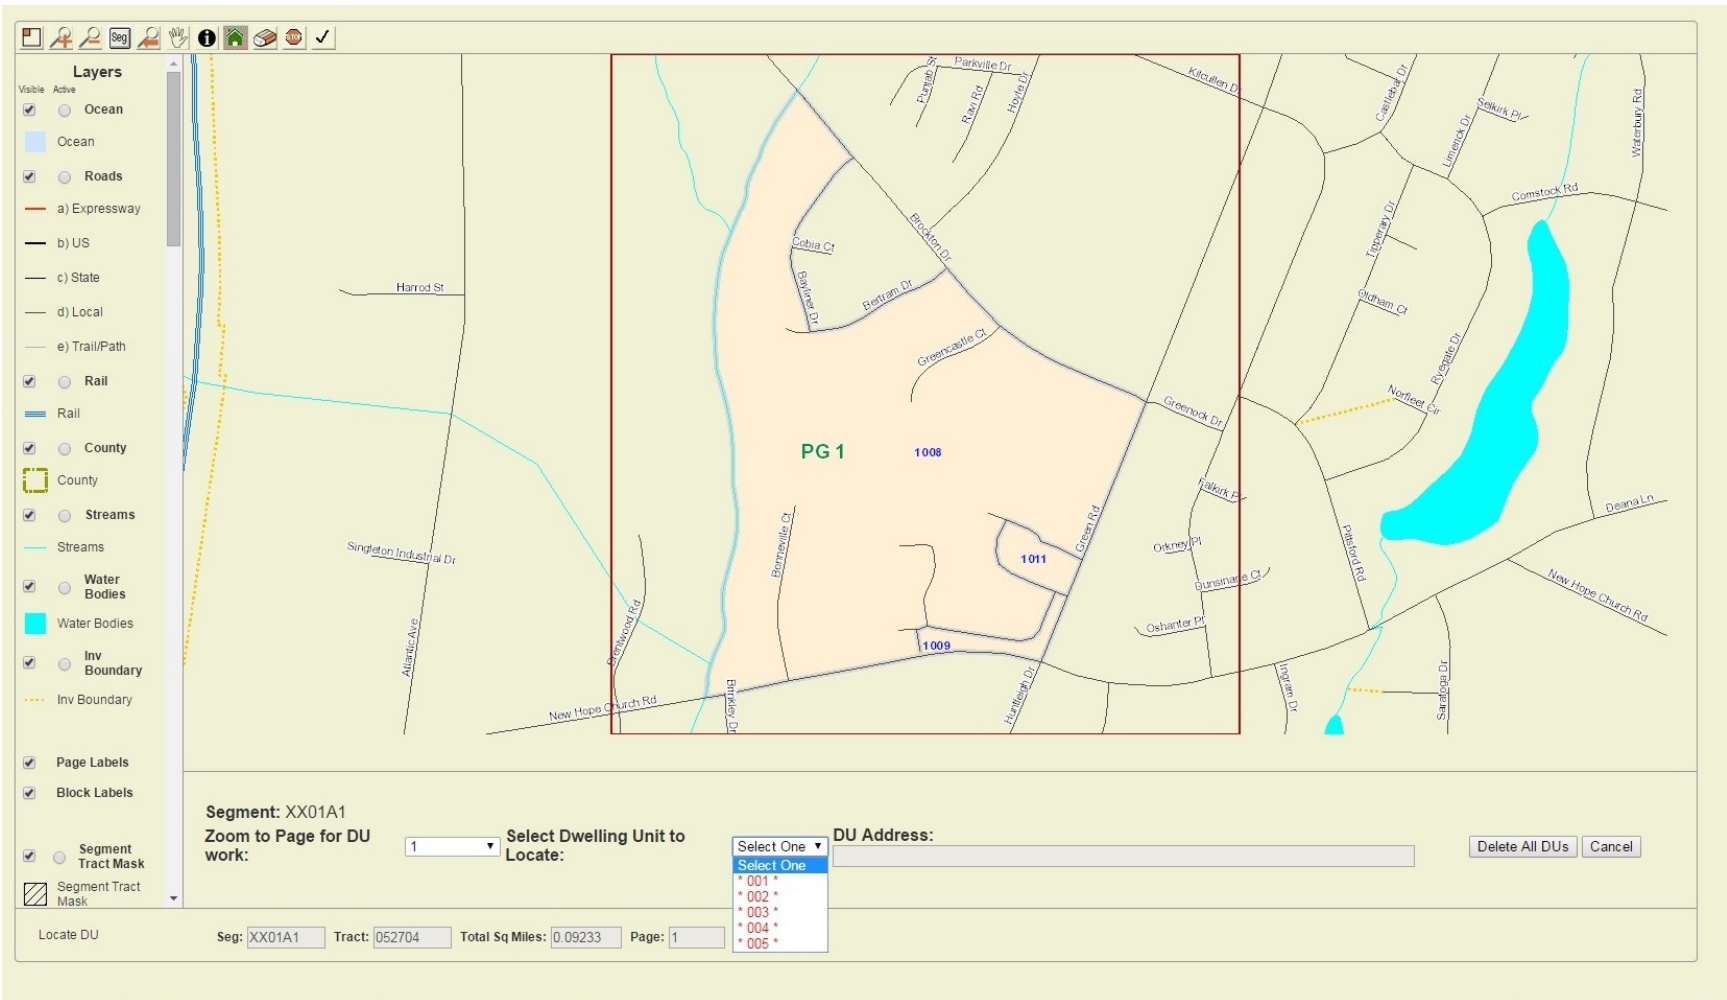 Seg
Layers
Visible Active
Ocean
Ocean
Roads
a) Expressway
b) US
c) State
d) Local
e) Trail/Path
Rail
Rail
County
County
Streams
Streams
Water
Bodies
Water Bodies
Inv
Boundary
Inv Boundary
Page Labels
Block Labels
Segment
Tract Mask
Segment Tract
Mask
Parkville Dr
Punjab St
Ravi Rd
Hoyle Dr
Kilcullen Dr
Castlebar Dr
Selkirk Pl
Limerick Dr
Waterbury Rd
Comstock Rd
Tipperary Dr
Brockton Dr
Cobia Ct
Bayliner Dr
Bertram Dr
Harrod St
Oldham Ct
Greencastle Ct
Ryegate Dr
Norfleet Cir
Greenock Dr
PG 1
1008
Falkirk Pl
Deana Ln
Bonneville Ct
Green Rd
Pittsford Rd
Singleton Industrial Dr
1011
Orkney Pl
Dunsinane Ct
New Hope Church Rd
Brentwood Rd
Atlantic Ave
Oshanter Pl
1009
Huntleigh Dr
Ingram Dr
Saratoga Dr
New Hope Church Rd
Brinkley Dr
Segment: XX01A1
Zoom to Page for DU
work:
1
Select Dwelling Unit to
Locate:
Select One
Select One
* 001 *
* 002 *
* 003 *
* 004 *
* 005 *
DU Address:
Delete All DUs
Cancel
Locate DU
Seg: XX01A1
Tract: 052704
Total Sq Miles: 0.09233
Page: 1